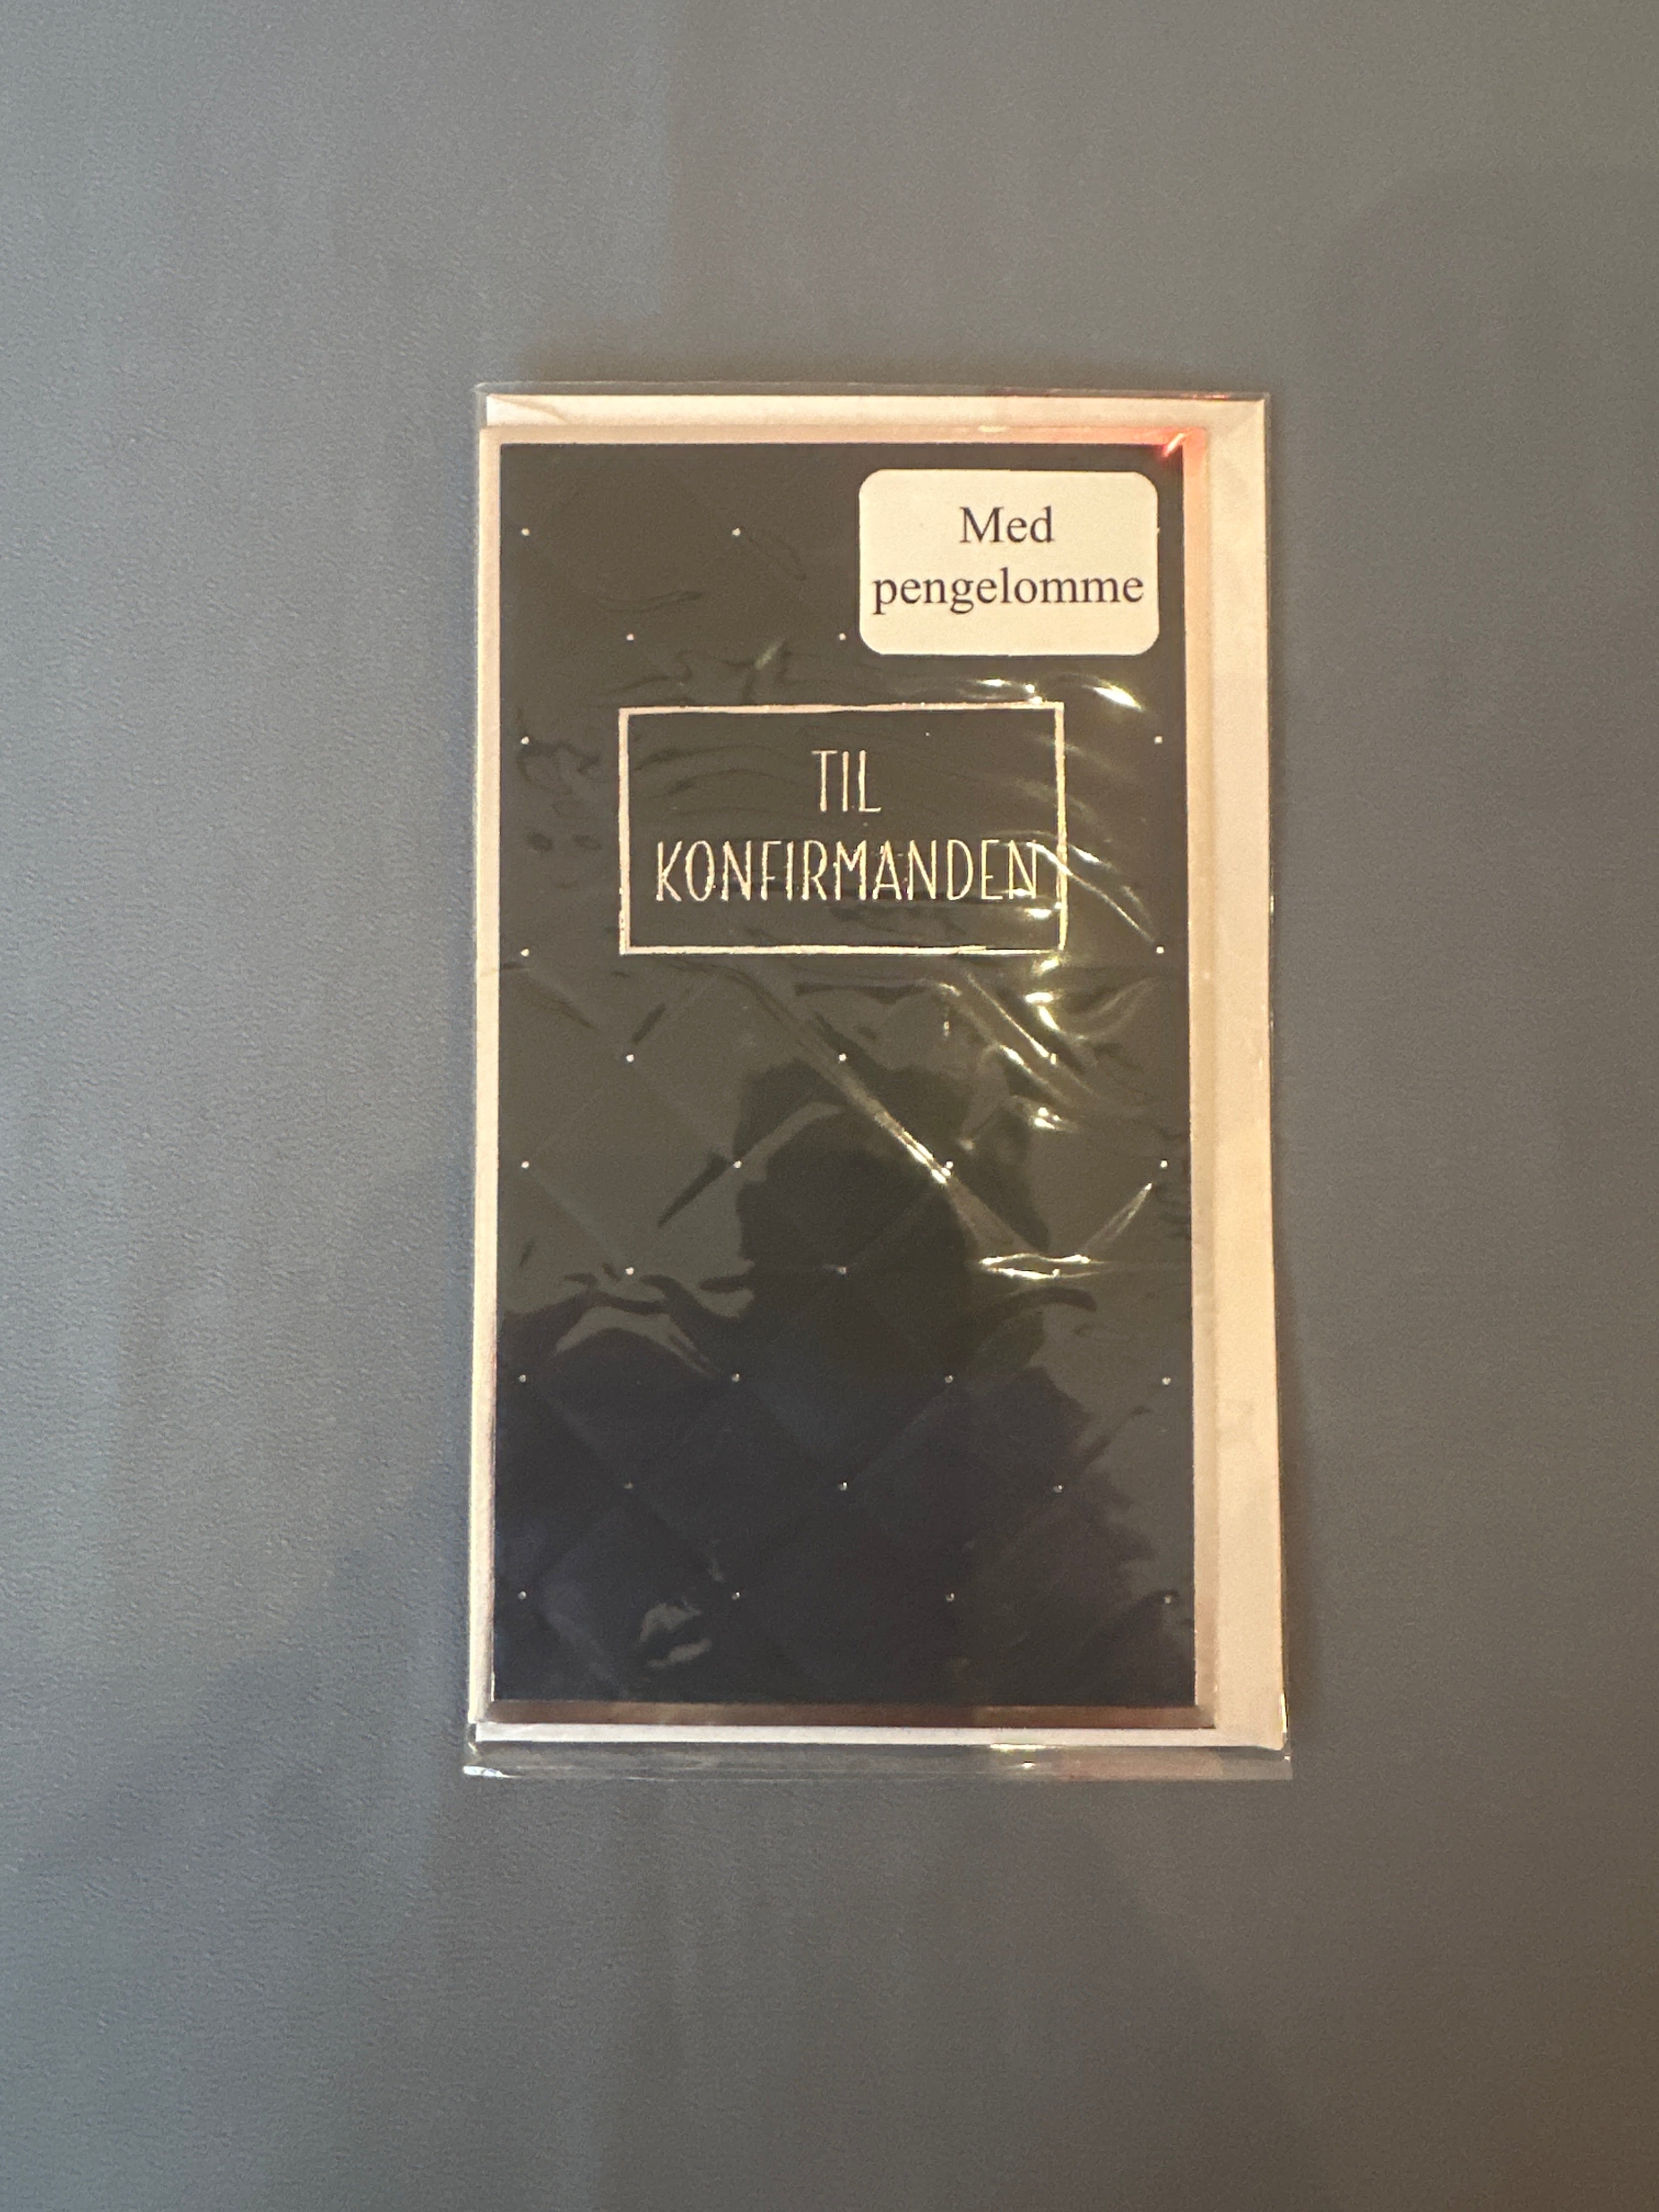 Med
pengelomme
TIL
KONFIRMANDEN